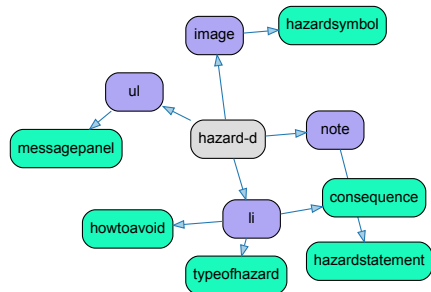 hazardsymbol
image
ul
note
hazard-d
messagepanel
consequence
howtoavoid
li
hazardstatement
typeofhazard